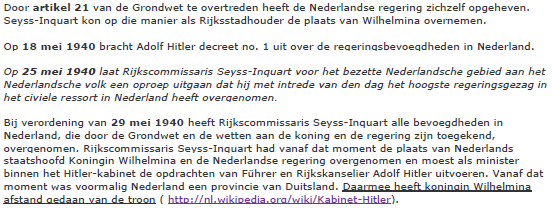 Door artikel 21 van de Grondwet te overtreden heeft de Nederlandse regering zichzelf opgeheven.
Seyss-Inquart kon op die manier als Rijksstadhouder de plaats van Wilhelmina overnemen.
Op 18 mei 1940 bracht Adolf Hitler decreet no. 1 uit over de regeringsbevoegdheden in Nederland.
Op 25 mei 1940 laat Rijkscommissaris Seyss-Inquart voor het bezette Nederlandsche gebied aan het
Nederlandsche volk een oproep uitgaan dat hij met intrede van den dag het hoogste regeringsgezag in
het civiele ressort in Nederland heeft overgenomen.
Bij verordening van 29 mei 1940 heeft Rijkscommissaris Seyss-Inquart alle bevoegdheden in
Nederland, die door de Grondwet en de wetten aan de koning en de regering zijn toegekend,
overgenomen. Rijkscommissaris Seyss-Inquart had vanaf dat moment de plaats van Nederlands
staatshoofd Koningin Wilhelmina en de Nederlandse regering overgenomen en moest als minister
binnen het Hitler-kabinet de opdrachten van Führer en Rijkskanselier Adolf Hitler uitvoeren. Vanaf dat
moment was voormalig Nederland een provincie van Duitsland. Daarmee heeft koningin Wilhelmina
afstand gedaan van de troon ( http://nl.wikipedia.org/wiki/Kabinet-Hitler).